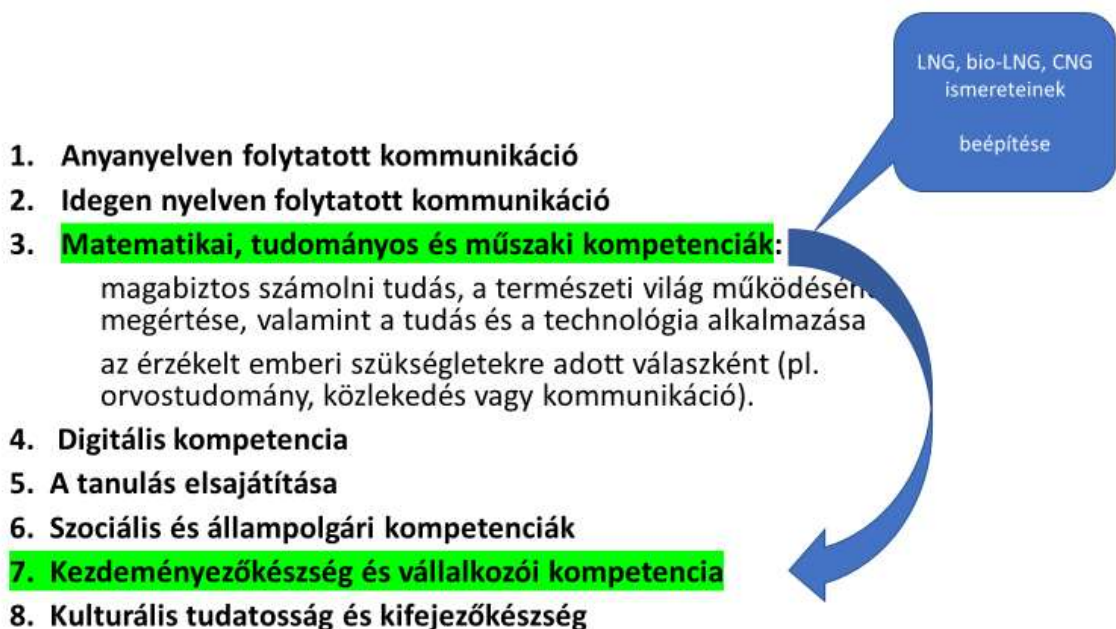 LNG, bio-LNG, CNG
ismereteinek
beépítése
1. Anyanyelven folytatott kommunikáció
2. Idegen nyelven folytatott kommunikáció
3. Matematikai, tudományos és műszaki kompetenciák:
magabiztos számolni tudás, a természeti világ
megértése, valamint a tudás és a technológia alkalmazása
az érzékelt emberi szükségletekre adott válaszként (pl.
orvostudomány, közlekedés vagy kommunikáció).
4. Digitális kompetencia
5. A tanulás elsajátítása
6. Szociális és állampolgári kompetenciák
7. Kezdeményezőkészség és vállalkozói kompetencia
8. Kulturális tudatosság és kifejezőkészség